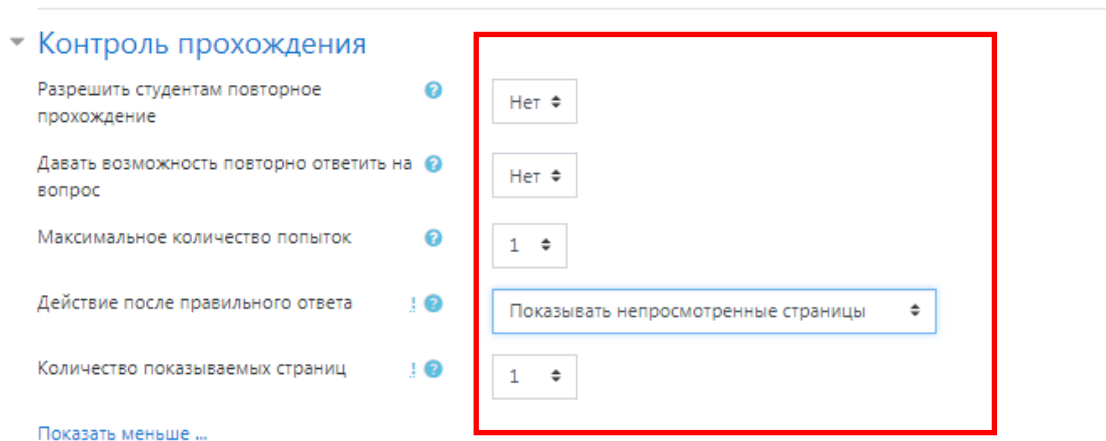 Контроль прохождения
Разрешить студентам повторное
прохождение
Нет
Давать возможность повторно ответить на
вопрос
Нет
Максимальное количество попыток
1
Действие после правильного ответа
!
Показывать непросмотренные страницы
Количество показываемых страниц
!
1
Показать меньше ...